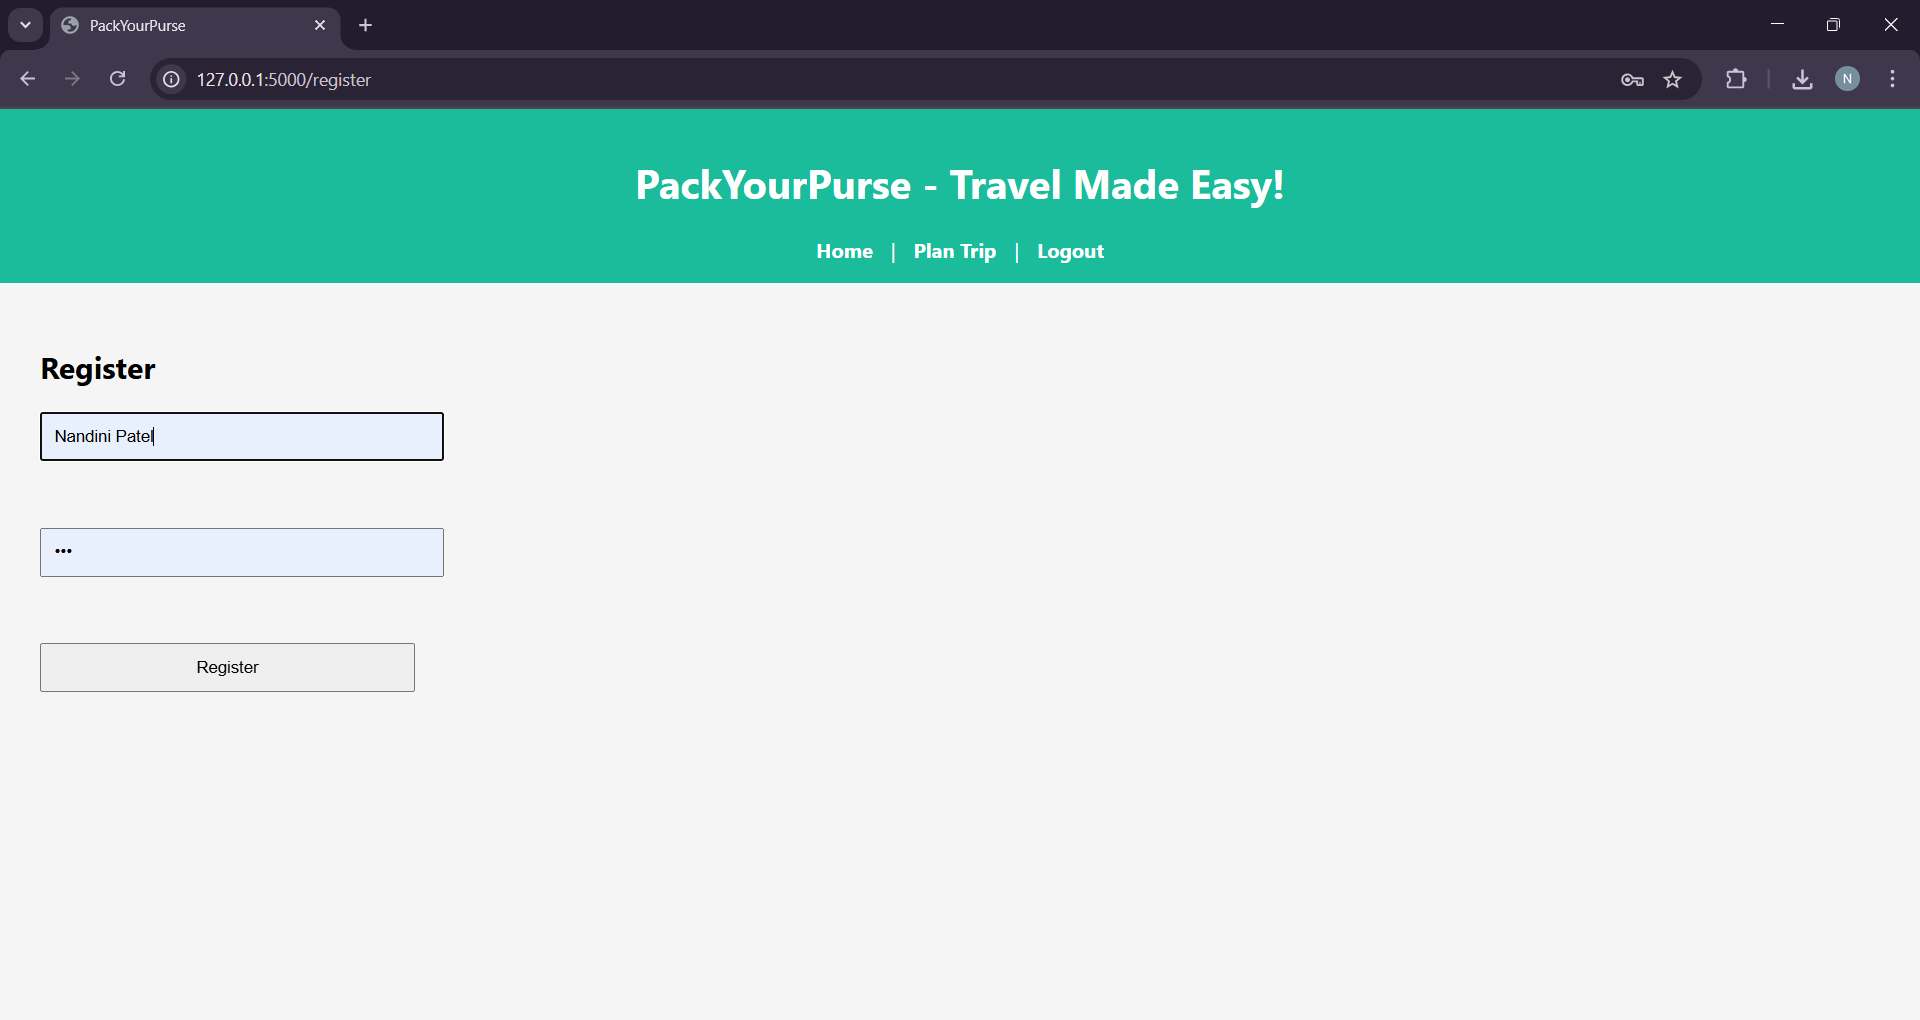 PackYourPurse
127.0.0.1:5000/register
N
PackYourPurse - Travel Made Easy!
Home | Plan Trip | Logout
Register
Nandini Patel
•••
Register